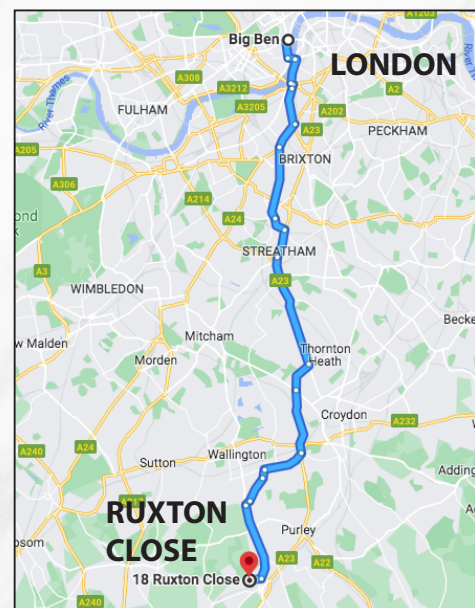 A1203
Big Ben
LONDON
River Thames
A308
A3212
A2
FULHAM
A3205
A202
A23
PECKHAM
A205
BRIXTON
A306
A214
A24
STREATHAM
A3
A23
WIMBLEDON
Mitcham
Thornton
Heath
Morden
Croydon
A232
A24
Wallington
A240
Sutton
RUXTON
CLOSE
Purley
A23
A22
18 Ruxton Close
A240